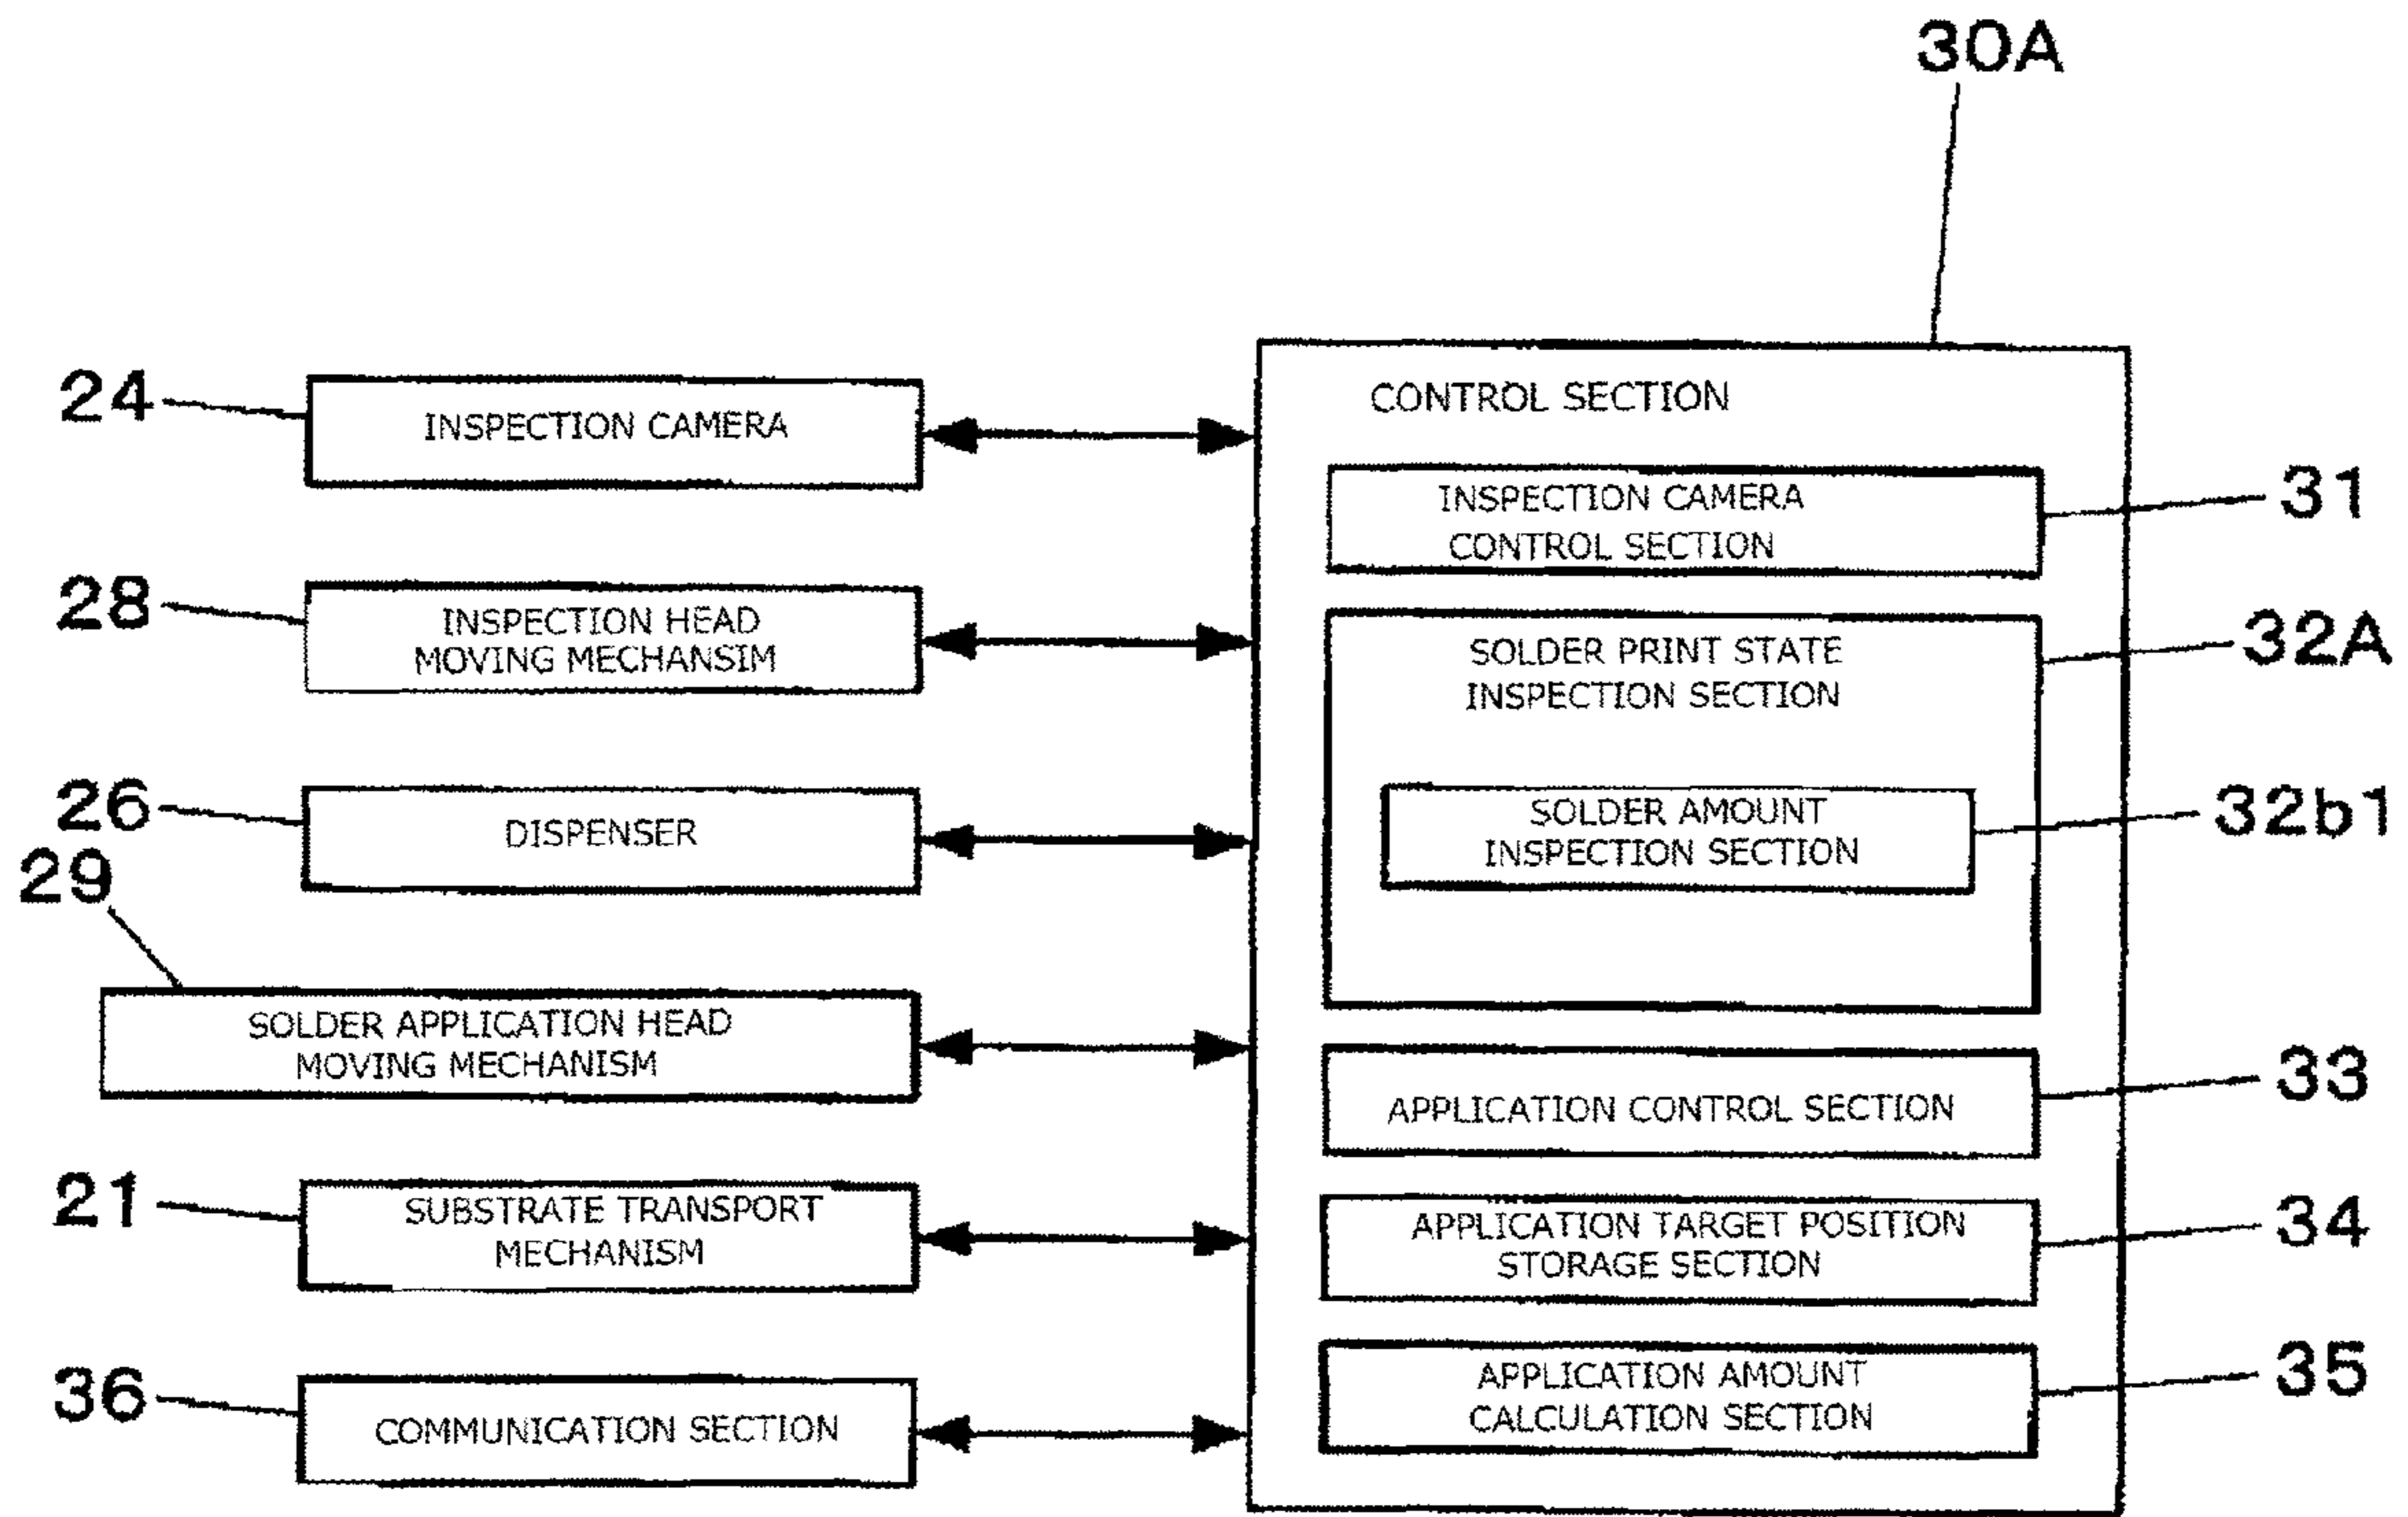 30A
CONTROL SECTION
24
INSPECTION CAMERA
INSPECTION CAMERA
CONTROL SECTION
31
28
INSPECTION HEAD
MOVING MECHANSIM
SOLDER PRINT STATE
INSPECTION SECTION
32A
26
DISPENSER
SOLDER AMOUNT
INSPECTION SECTION
32b1
29
SOLDER APPLICATION HEAD
MOVING MECHANISM
APPLICATION CONTROL SECTION
33
21
SUBSTRATE TRANSPORT
MECHANISM
APPLICATION TARGET POSITION
STORAGE SECTION
34
36
COMMUNICATION SECTION
APPLICATION AMOUNT
CALCULATION SECTION
35